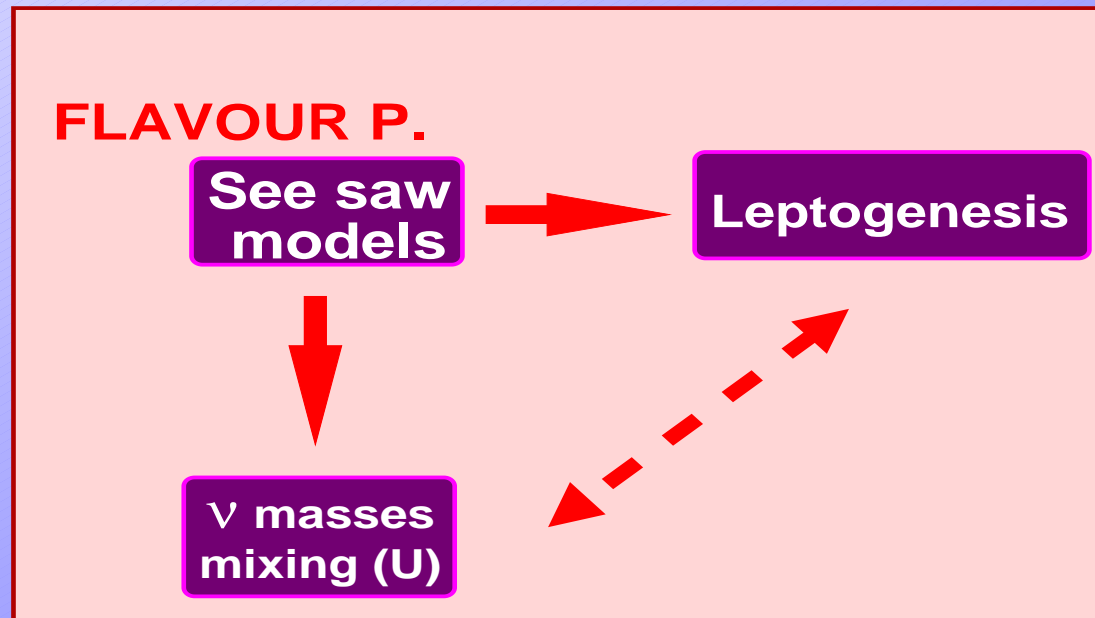 FLAVOUR P.
See saw
models
Leptogenesis
ν masses
mixing (U)